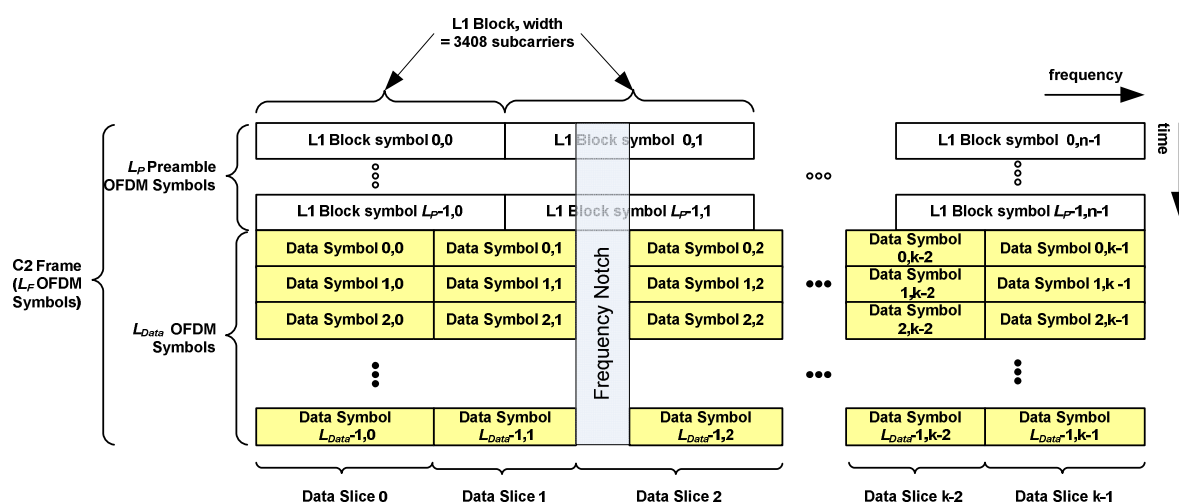 L1 Block, width
= 3408 subcarriers
frequency
time
L1 Block symbol 0,0
L1 Block symbol 0,1
L1 Block symbol 0,n-1
LP Preamble
OFDM Symbols
L1 Block symbol LP-1,0
L1 Block symbol LP-1,1
L1 Block symbol LP-1,n-1
C2 Frame
(LF OFDM
Symbols)
LData OFDM
Symbols
Data Symbol 0,0
Data Symbol 0,1
Data Symbol 0,2
Data Symbol
0,k-2
Data Symbol 0,k-1
Data Symbol 1,0
Data Symbol 1,1
Data Symbol 1,2
Data Symbol
1,k-2
Data Symbol 1,k -1
Data Symbol 2,0
Data Symbol 2,1
Data Symbol 2,2
Data Symbol
2,k-2
Data Symbol 2,k-1
Frequency Notch
Data Symbol
LData-1,0
Data Symbol
LData-1,1
Data Symbol
LData-1,2
Data Symbol
LData-1,k-2
Data Symbol
LData-1,k-1
Data Slice 0
Data Slice 1
Data Slice 2
Data Slice k-2
Data Slice k-1